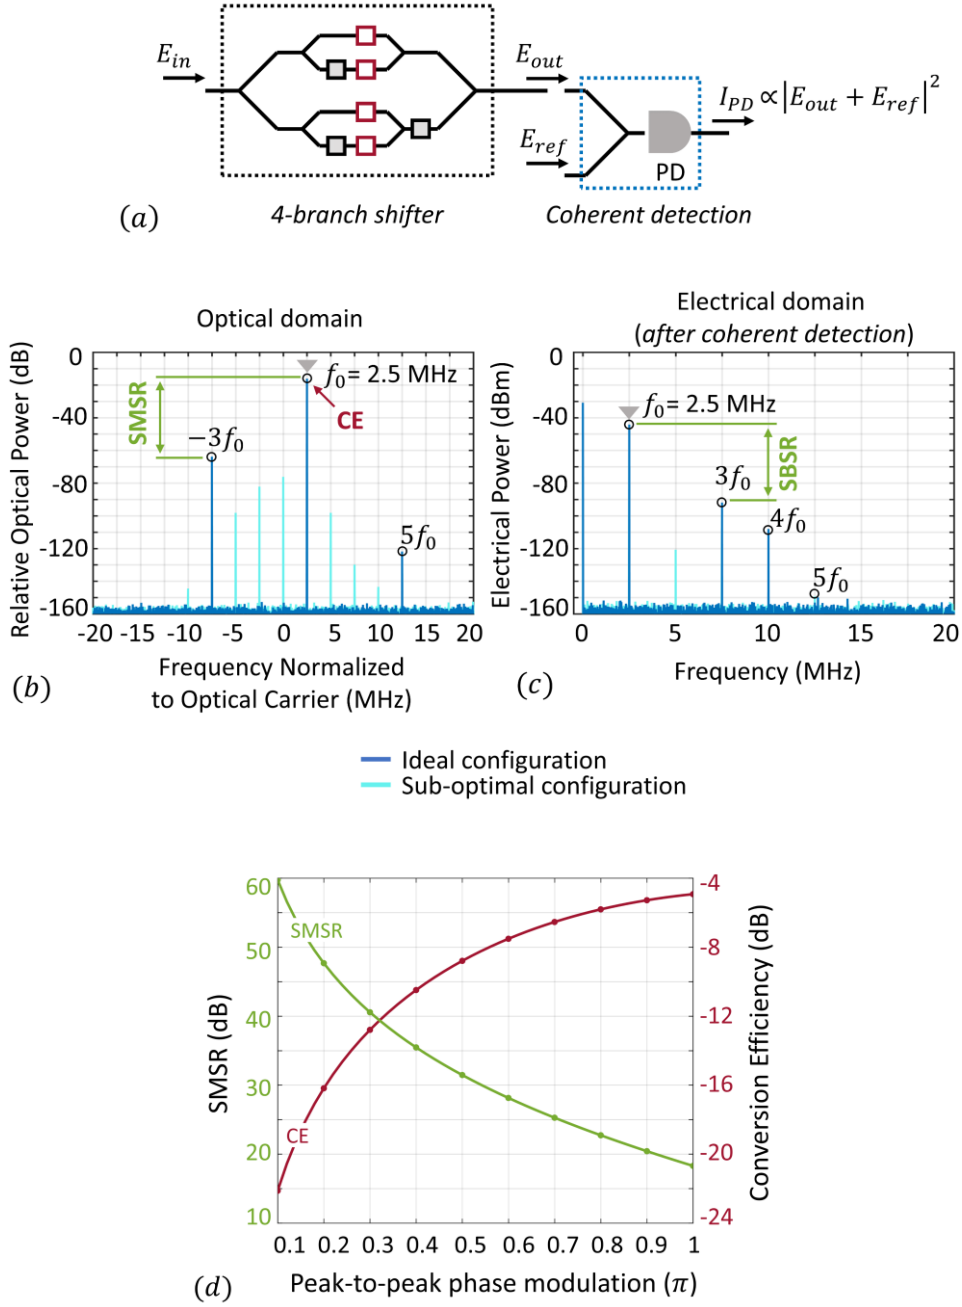 E_in
E_out
I_PD ∝ |E_out + E_ref|^2
E_ref
PD
(a)
4-branch shifter
Coherent detection
Optical domain
Electrical domain
(after coherent detection)
Relative Optical Power (dB)
0
-40
-80
-120
-160
SMSR
f_0 = 2.5 MHz
CE
−3f_0
5f_0
-20 -15 -10 -5 0 5 10 15 20
Frequency Normalized
to Optical Carrier (MHz)
(b)
Electrical Power (dBm)
0
-40
-80
-120
-160
f_0 = 2.5 MHz
SBSR
3f_0
4f_0
5f_0
0 5 10 15 20
Frequency (MHz)
(c)
Ideal configuration
Sub-optimal configuration
SMSR (dB)
60
50
40
30
20
10
SMSR
CE
-4
-8
-12
-16
-20
-24
Conversion Efficiency (dB)
0.1 0.2 0.3 0.4 0.5 0.6 0.7 0.8 0.9 1
Peak-to-peak phase modulation (π)
(d)